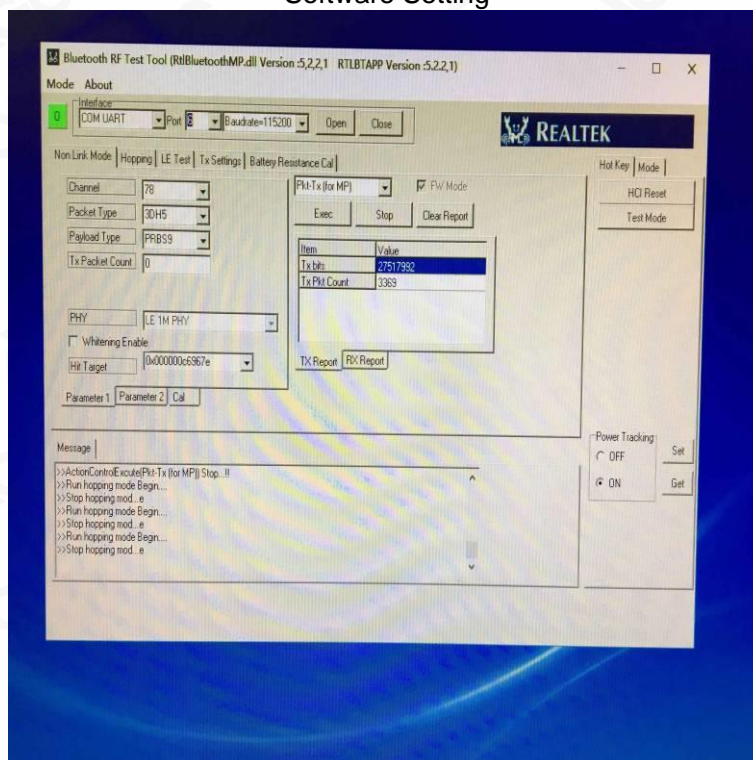 Software Setting
Bluetooth RF Test Tool (RtlBluetoothMP.dll Version :5,2,2,1 RTLBTAPP Version :5.2.2,1)
Mode About
Interface
0 COM UART Port 6 Baudrate=115200 Open Close
REALTEK
Non Link Mode Hopping LE Test Tx Settings Battery Resistance Cal
Hot Key Mode
HCI Reset
Test Mode
Channel 78
Packet Type 3DH5
Payload Type PRBS9
Tx Packet Count 0
PHY LE 1M PHY
Whitening Enable
Hit Target 0x000000c6967e
Parameter 1 Parameter 2 Cal
Pkt-Tx (for MP) FW Mode
Exec Stop Clear Report
Item Value
Tx bits 27517992
Tx Pkt Count 3369
TX Report RX Report
Message
>>ActionControlExcute(Pkt-Tx (for MP)) Stop...!!
>>Run hopping mode Begin....
>>Stop hopping mod...e
>>Run hopping mode Begin....
>>Stop hopping mod...e
>>Run hopping mode Begin....
>>Stop hopping mod...e
Power Tracking
OFF Set
ON Get